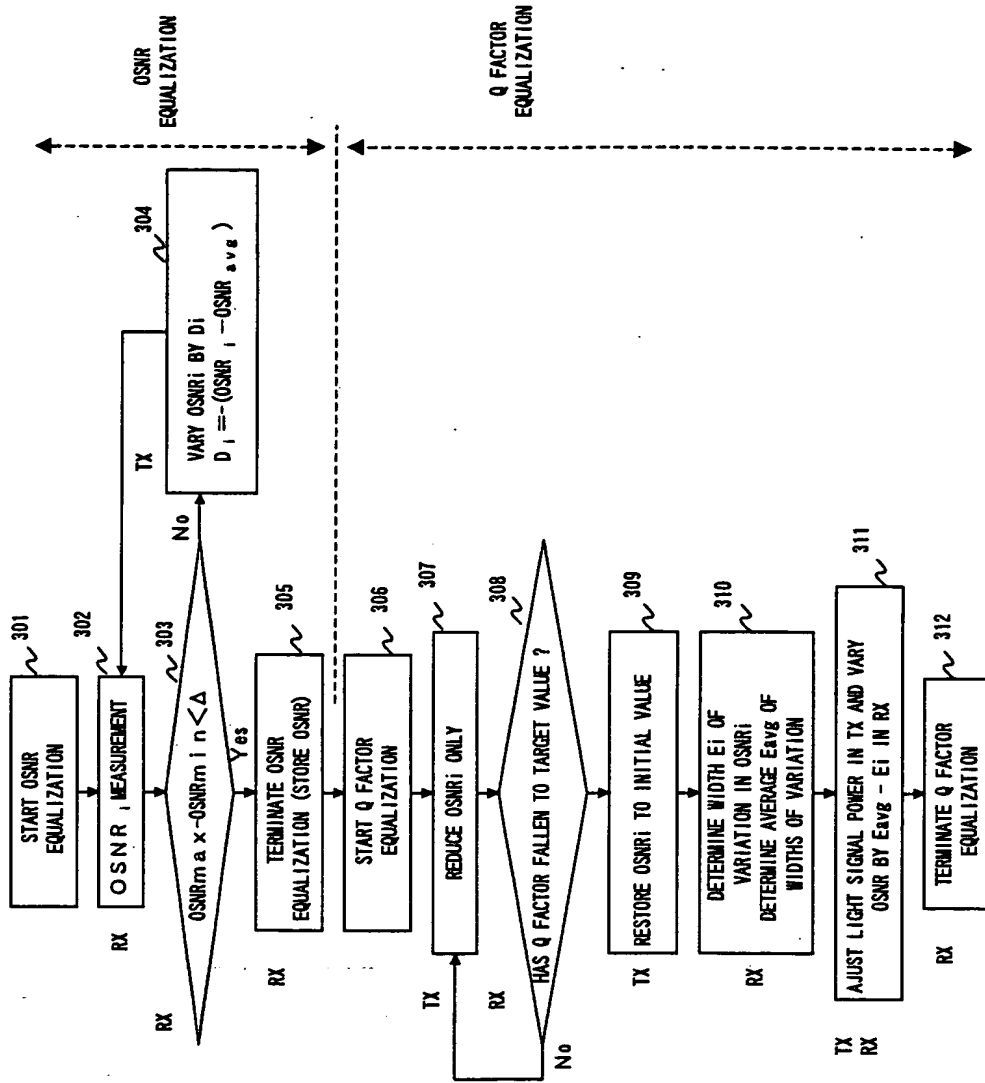 301
START OSNR
EQUALIZATION
302
RX
OSNR i MEASUREMENT
303
RX
OSNRmax-OSNRmin<Δ
No
Yes
304
TX
VARY OSNRi BY Di
D i =-(OSNR i -OSNR avg)
305
RX
TERMINATE OSNR
EQUALIZATION (STORE OSNR)
OSNR
EQUALIZATION
306
START Q FACTOR
EQUALIZATION
307
TX
REDUCE OSNRi ONLY
308
RX
HAS Q FACTOR FALLEN TO TARGET VALUE ?
No
309
TX
RESTORE OSNRi TO INITIAL VALUE
310
RX
DETERMINE WIDTH Ei OF
VARIATION IN OSNRi
DETERMINE AVERAGE Eavg OF
WIDTHS OF VARIATION
311
TX
RX
AJUST LIGHT SIGNAL POWER IN TX AND VARY
OSNR BY Eavg - Ei IN RX
312
RX
TERMINATE Q FACTOR
EQUALIZATION
Q FACTOR
EQUALIZATION